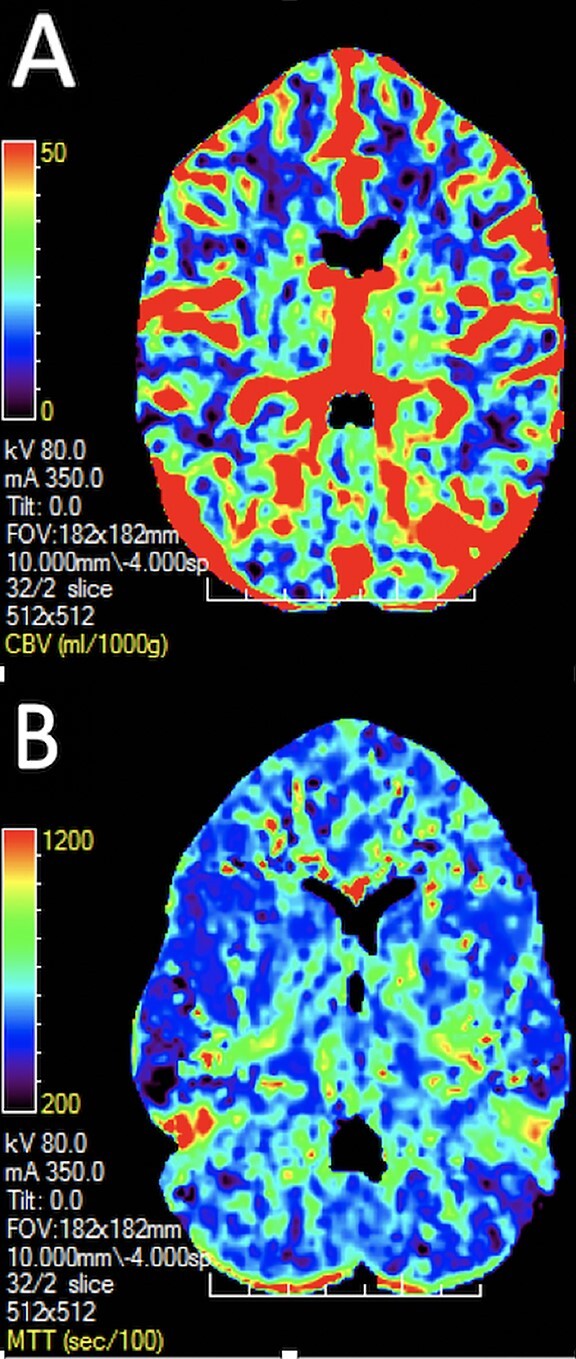 A
50
0
kV 80.0
mA 350.0
Tilt: 0.0
FOV:182x182mm
10.000mm\-4.000sp
32/2 slice
512x512
CBV (ml/1000g)
B
1200
200
kV 80.0
mA 350.0
Tilt: 0.0
FOV:182x182mm
10.000mm\-4.000sp
32/2 slice
512x512
MTT (sec/100)